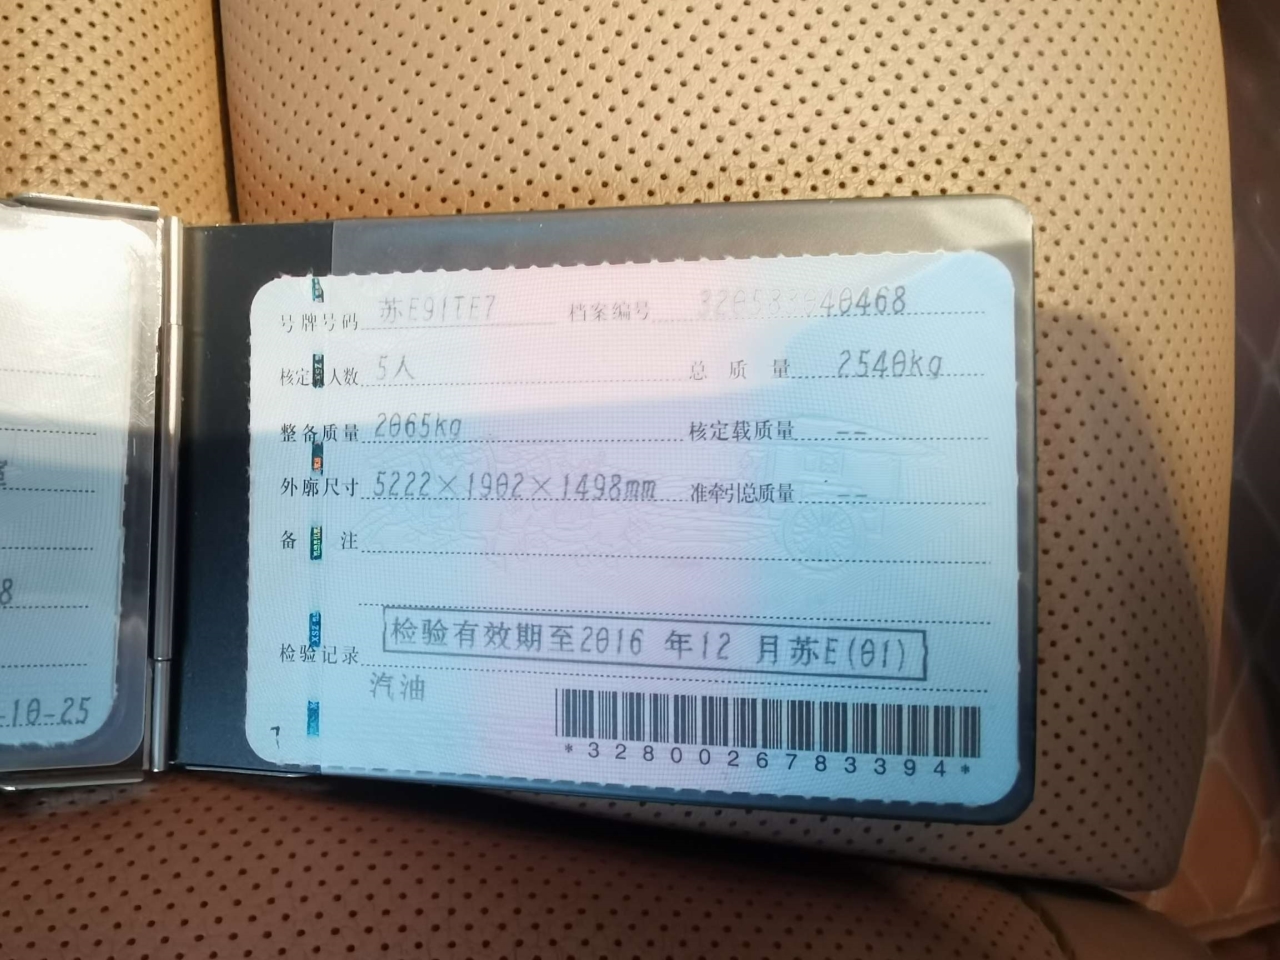 号牌号码 苏E91TE7 档案编号 320583940468
核定人数 5人 总质量 2540kg
整备质量 2065kg 核定载质量 --
外廓尺寸 5222×1902×1498mm 准牵引总质量 --
备注
检验记录 检验有效期至2016 年12 月苏E(01)
汽油
*3280026783394*
8
-10-25